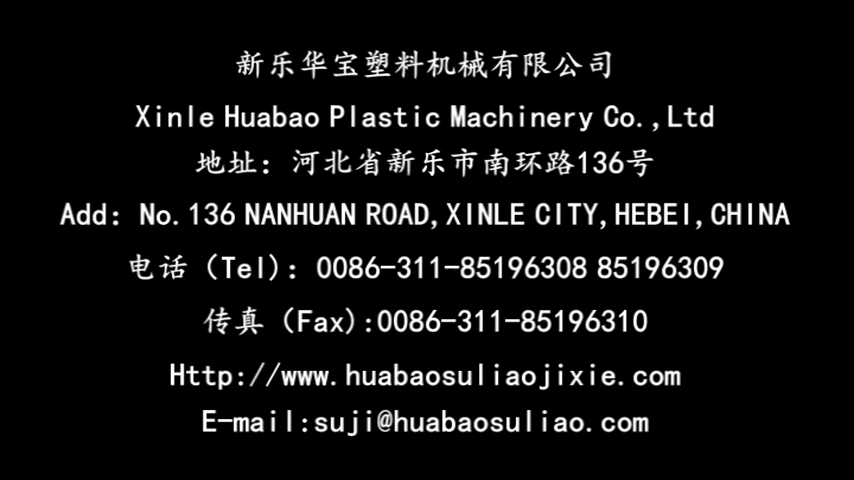 新乐华宝塑料机械有限公司
Xinle Huabao Plastic Machinery Co.,Ltd
地址：河北省新乐市南环路136号
Add: No.136 NANHUAN ROAD,XINLE CITY,HEBEI,CHINA
电话（Tel）：0086-311-85196308 85196309
传真（Fax):0086-311-85196310
Http://www.huabaosuliaojixie.com
E-mail:suji@huabaosuliao.com